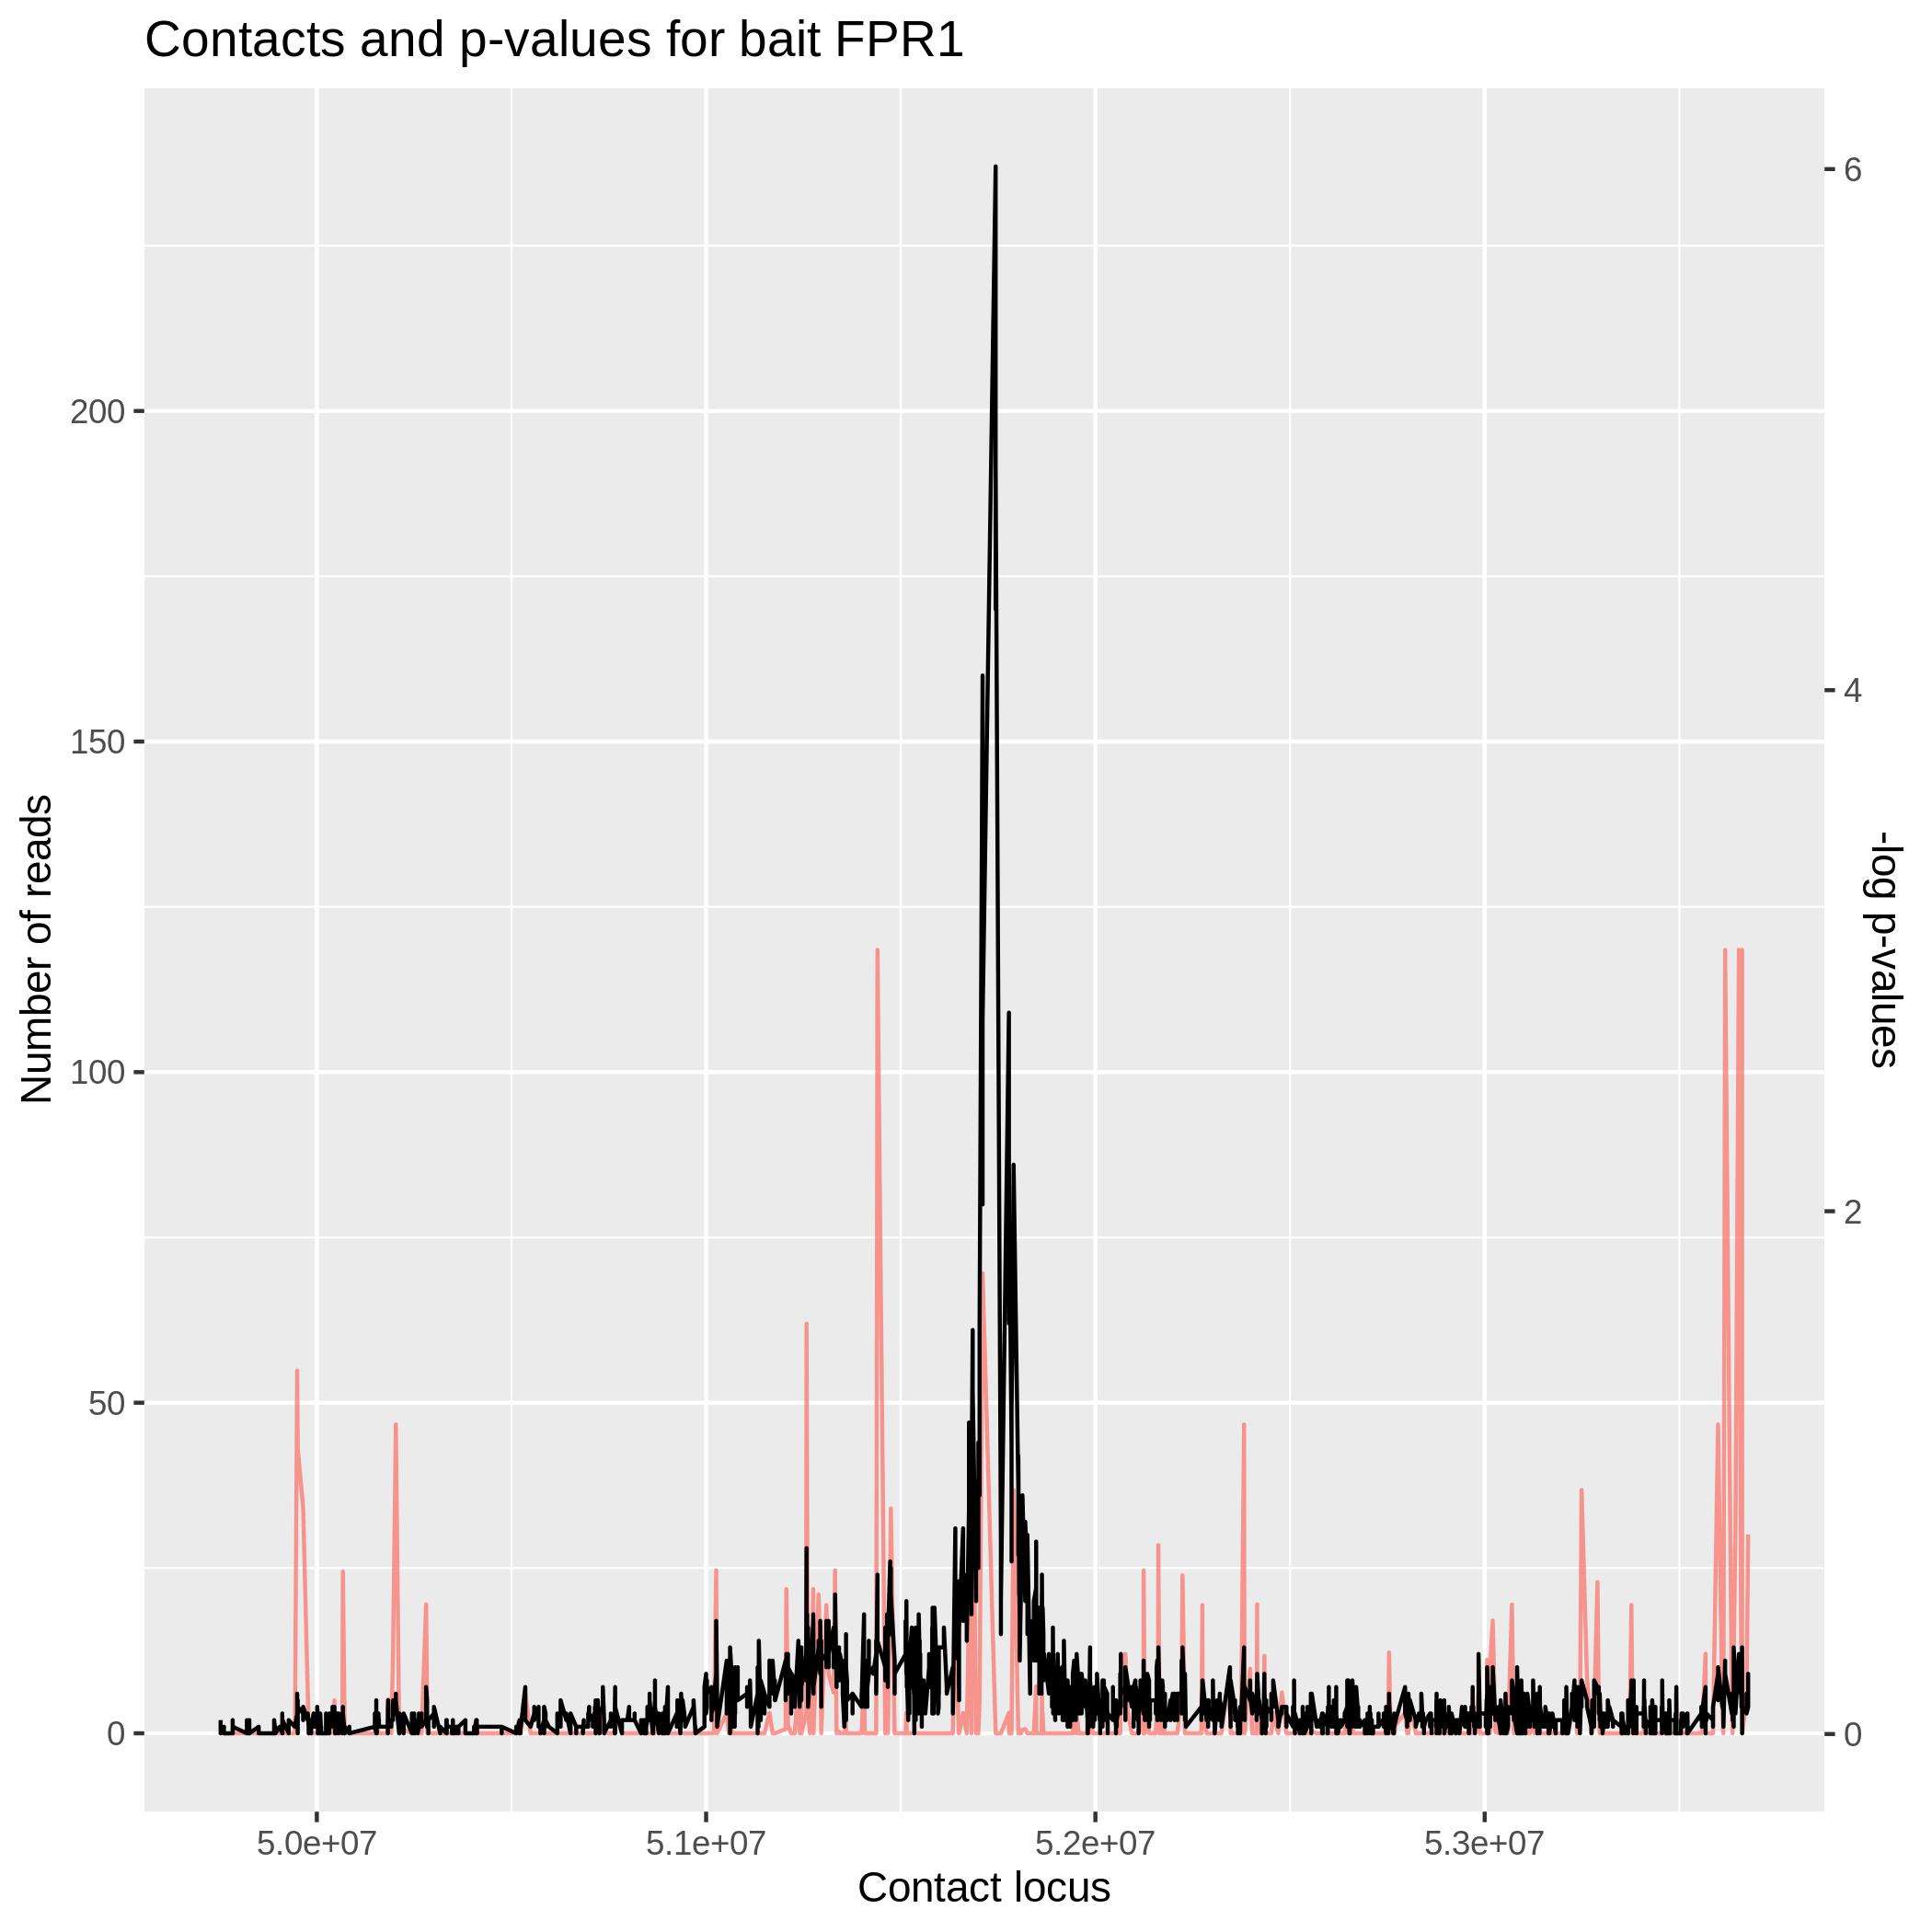 Contacts and p-values for bait FPR1
Number of reads
200
150
100
50
0
6
4
2
0
-log p-values
5.0e+07
5.1e+07
5.2e+07
5.3e+07
Contact locus